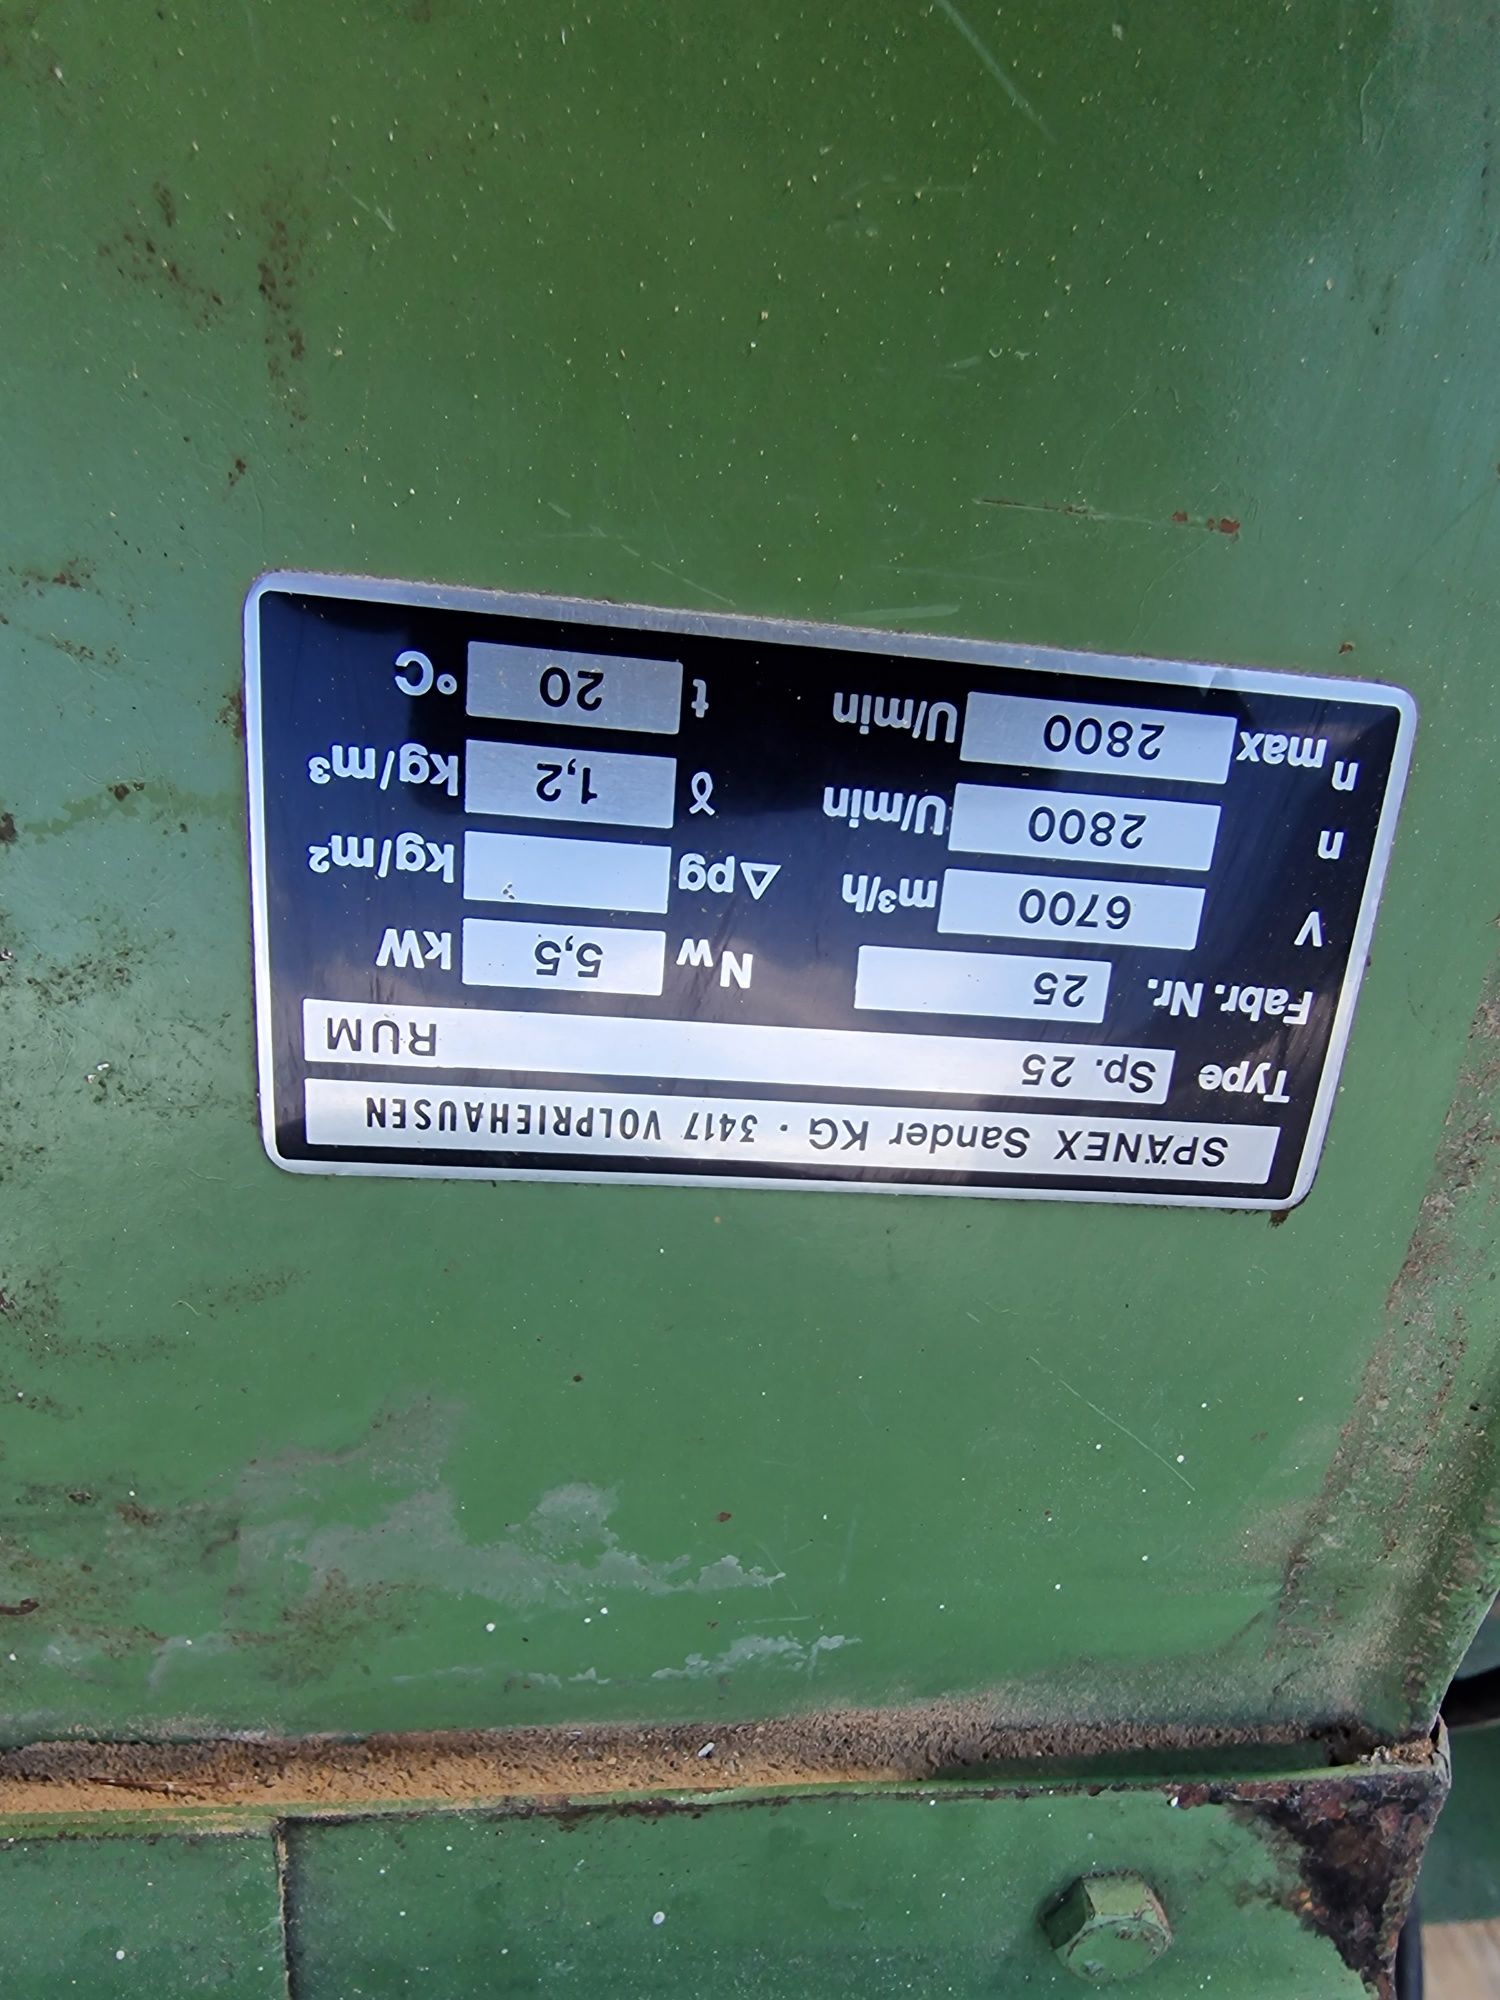 SPÄNEX Sander KG · 3417 VOLPRIEHAUSEN
Type Sp. 25 RUM
Fabr. Nr. 25 Nw 5,5 kW
V 6700 m³/h Δpg kg/m²
n 2800 U/min ɣ 1,2 kg/m³
n max 2800 U/min t 20 °C